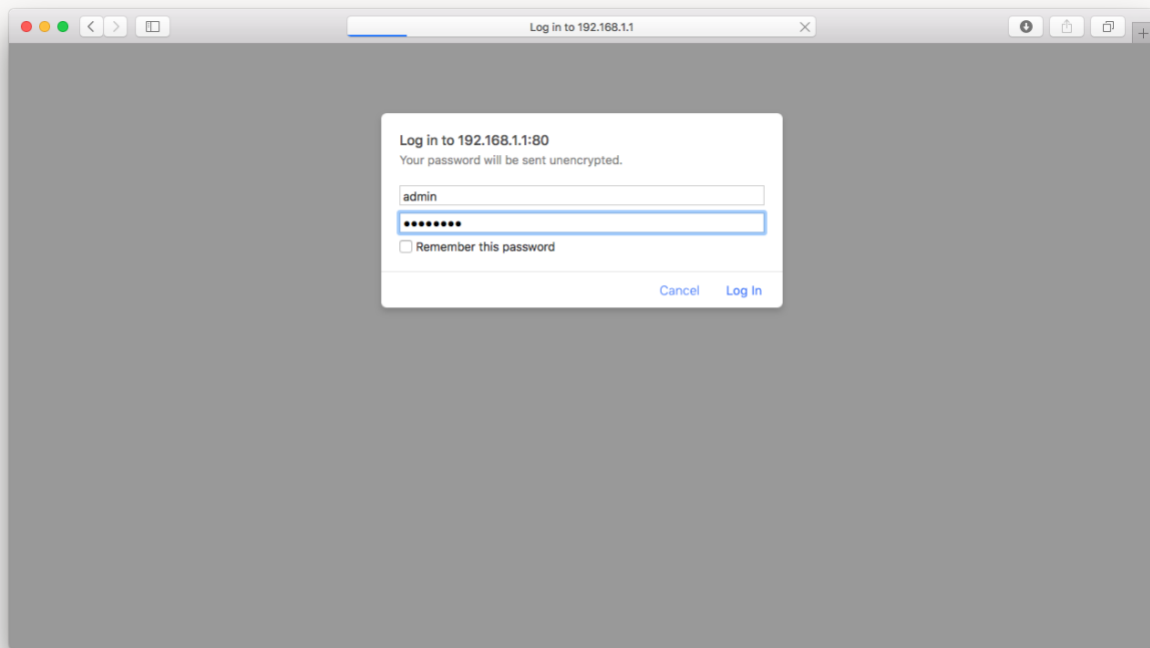 Log in to 192.168.1.1
Log in to 192.168.1.1:80
Your password will be sent unencrypted.
admin
••••••••
Remember this password
Cancel Log In